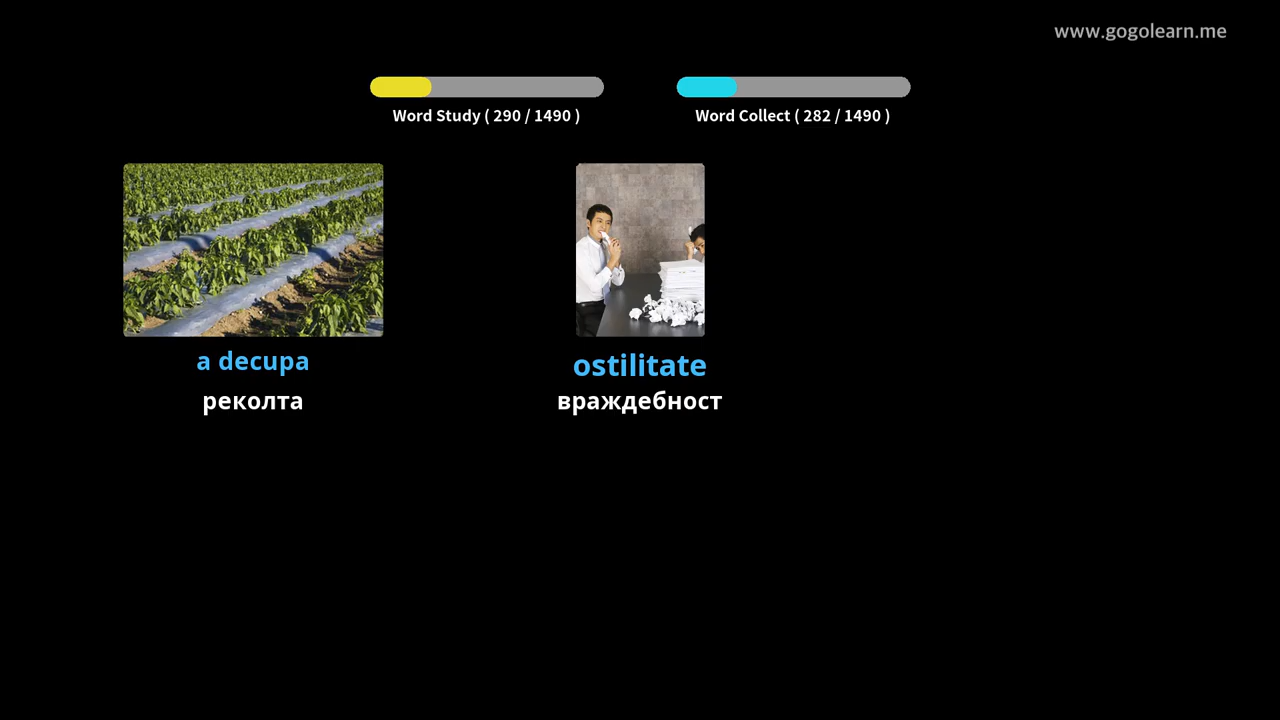 www.gogolearn.me
Word Study ( 290 / 1490 )
Word Collect ( 282 / 1490 )
a decupa
реколта
ostilitate
враждебност